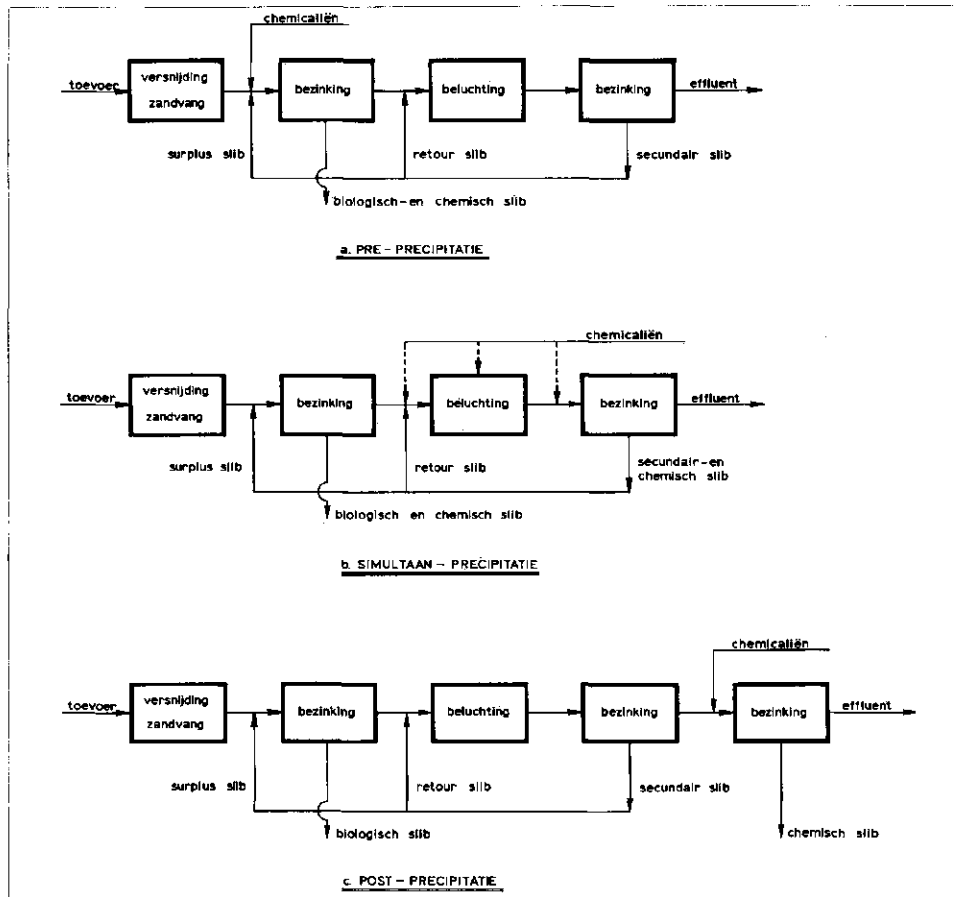 chemicaliën
toevoer
versnijding
zandvang
bezinking
beluchting
bezinking
effluent
surplus slib
retour slib
secundair slib
biologisch-en chemisch slib
a. PRE - PRECIPITATIE
chemicaliën
toevoer
versnijding
zandvang
bezinking
beluchting
bezinking
effluent
surplus slib
retour slib
secundair-en
chemisch slib
biologisch en chemisch slib
b. SIMULTAAN - PRECIPITATIE
chemicaliën
toevoer
versnijding
zandvang
bezinking
beluchting
bezinking
bezinking
effluent
surplus slib
retour slib
secundair slib
biologisch slib
chemisch slib
c. POST - PRECIPITATIE